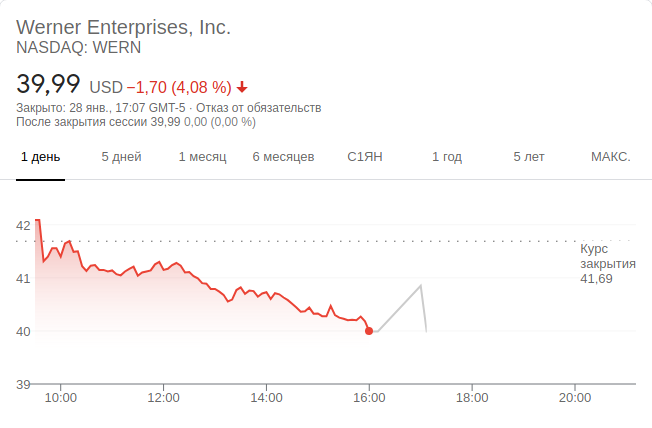 Werner Enterprises, Inc.
NASDAQ: WERN
39,99 USD −1,70 (4,08 %)
Закрыто: 28 янв., 17:07 GMT-5 · Отказ от обязательств
После закрытия сессии 39,99 0,00 (0,00 %)
1 день 5 дней 1 месяц 6 месяцев С1ЯН 1 год 5 лет МАКС.
42
Курс
закрытия
41,69
41
40
39
10:00 12:00 14:00 16:00 18:00 20:00